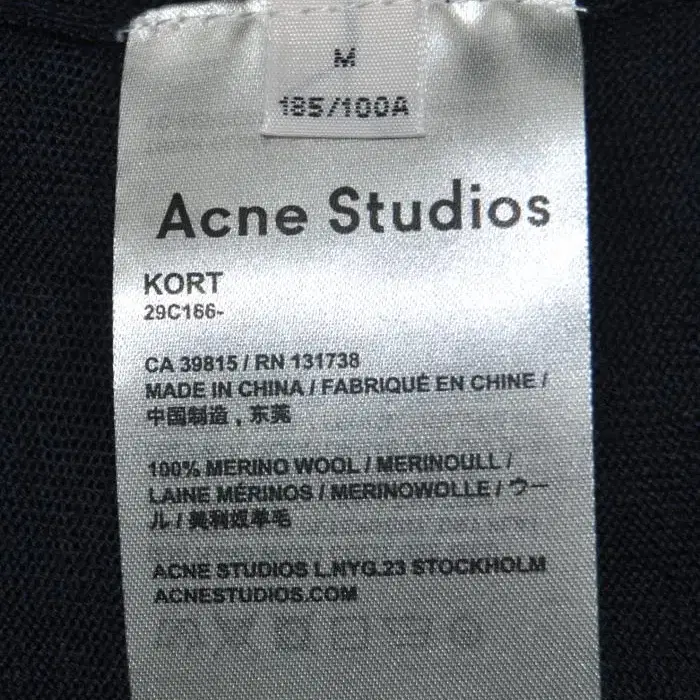 M
185/100A
Acne Studios
KORT
29C166-
CA 39815 / RN 131738
MADE IN CHINA / FABRIQUÉ EN CHINE /
中国制造，东莞
100% MERINO WOOL / MERINOULL /
LAINE MÉRINOS / MERINOWOLLE / ウー
ル / 美利奴羊毛
ACNE STUDIOS L.NYG.23 STOCKHOLM
ACNESTUDIOS.COM